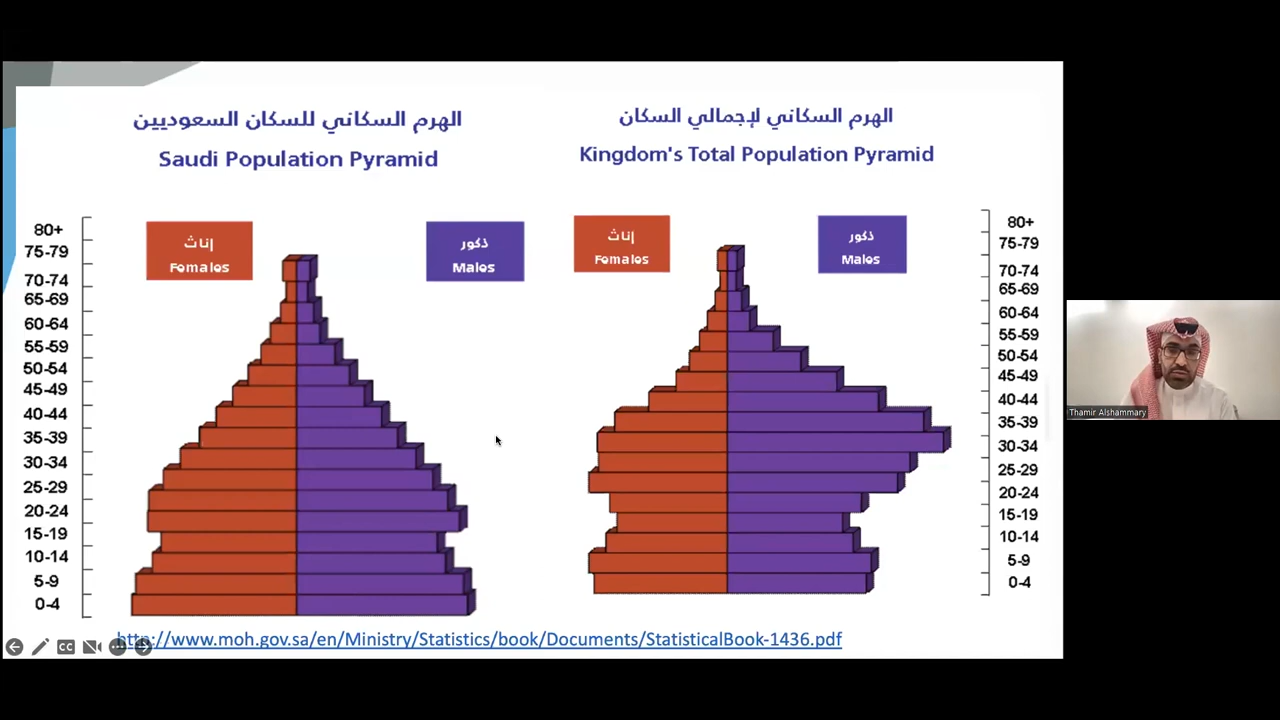 الهرم السكاني للسكان السعوديين
Saudi Population Pyramid
إناث
Females
ذكور
Males
80+
75-79
70-74
65-69
60-64
55-59
50-54
45-49
40-44
35-39
30-34
25-29
20-24
15-19
10-14
5-9
0-4
الهرم السكاني لإجمالي السكان
Kingdom's Total Population Pyramid
إناث
Females
ذكور
Males
80+
75-79
70-74
65-69
60-64
55-59
50-54
45-49
40-44
35-39
30-34
25-29
20-24
15-19
10-14
5-9
0-4
http://www.moh.gov.sa/en/Ministry/Statistics/book/Documents/StatisticalBook-1436.pdf
CC
Thamir Alshammary